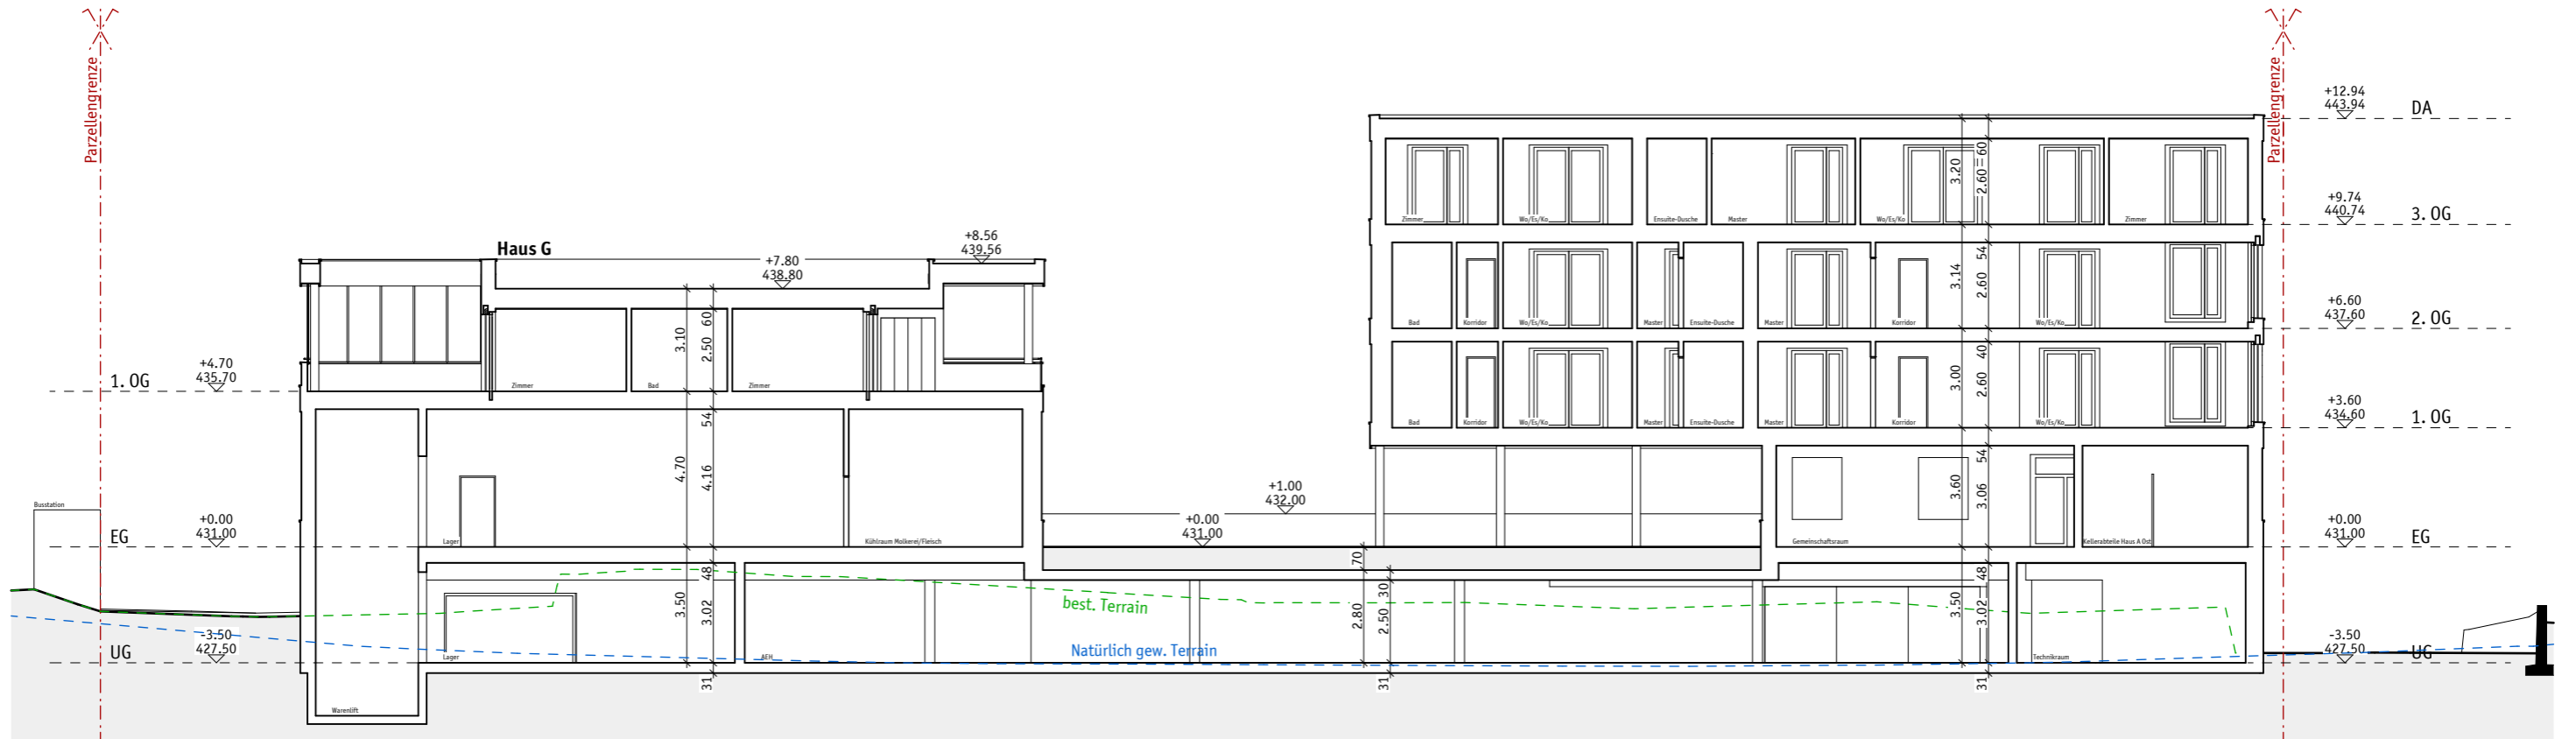 Parzellengrenze
Parzellengrenze
+12.94
443.94
DA
+9.74
440.74
3. OG
+6.60
437.60
2. OG
+3.60
434.60
1. OG
+0.00
431.00
EG
-3.50
427.50
UG
Haus G
+7.80
438.80
+8.56
439.56
+4.70
435.70
1. OG
+0.00
431.00
EG
-3.50
427.50
UG
Busstation
Zimmer
Bad
Zimmer
Lager
Kühlraum Molkerei/Fleisch
Lager
AEH
Warenlift
3.10
60
2.50
54
4.70
4.16
48
3.50
3.02
31
+0.00
431.00
+1.00
432.00
70
30
2.80
2.50
31
best. Terrain
Natürlich gew. Terrain
Zimmer
Wo/Es/Ko
Ensuite-Dusche
Master
Wo/Es/Ko
Zimmer
Bad
Korridor
Wo/Es/Ko
Master
Ensuite-Dusche
Master
Korridor
Wo/Es/Ko
Bad
Korridor
Wo/Es/Ko
Master
Ensuite-Dusche
Master
Korridor
Wo/Es/Ko
Gemeinschaftsraum
Kellerabteile Haus A Ost
Technikraum
60
3.20
2.60
54
3.14
2.60
40
3.00
2.60
54
3.60
3.06
48
3.50
3.02
31